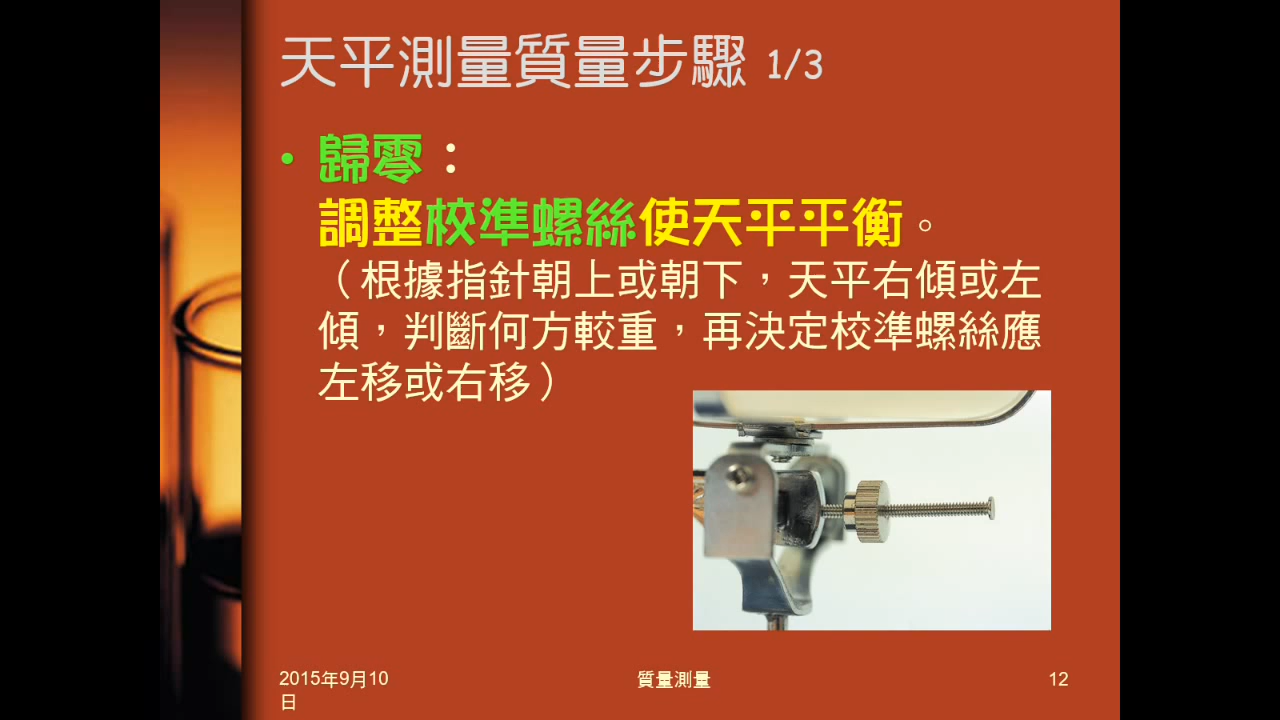 天平測量質量步驟 1/3
• 歸零：
調整校準螺絲使天平平衡。
（根據指針朝上或朝下，天平右傾或左
傾，判斷何方較重，再決定校準螺絲應
左移或右移）
2015年9月10
日
質量測量
12